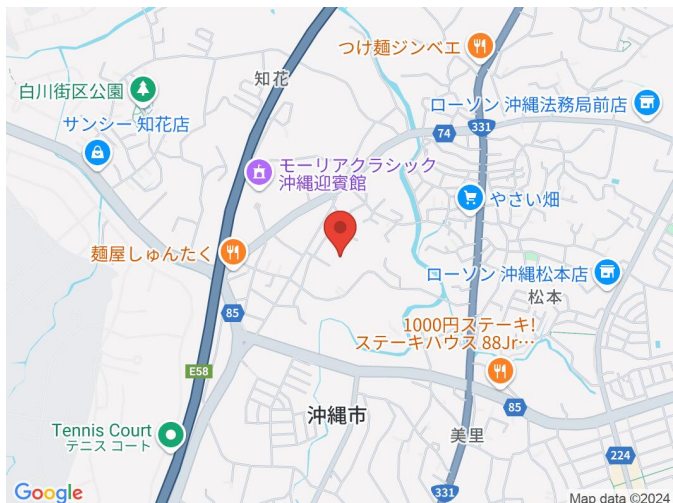 つけ麺ジンベエ
知花
白川街区公園
ローソン 沖縄法務局前店
サンシー 知花店
74
331
モーリアクラシック
沖縄迎賓館
やさい畑
麺屋しゅんたく
ローソン 沖縄松本店
松本
85
1000円ステーキ!
ステーキハウス 88Jr…
E58
沖縄市
85
Tennis Court
テニス コート
美里
224
331
Google
Map data ©2024